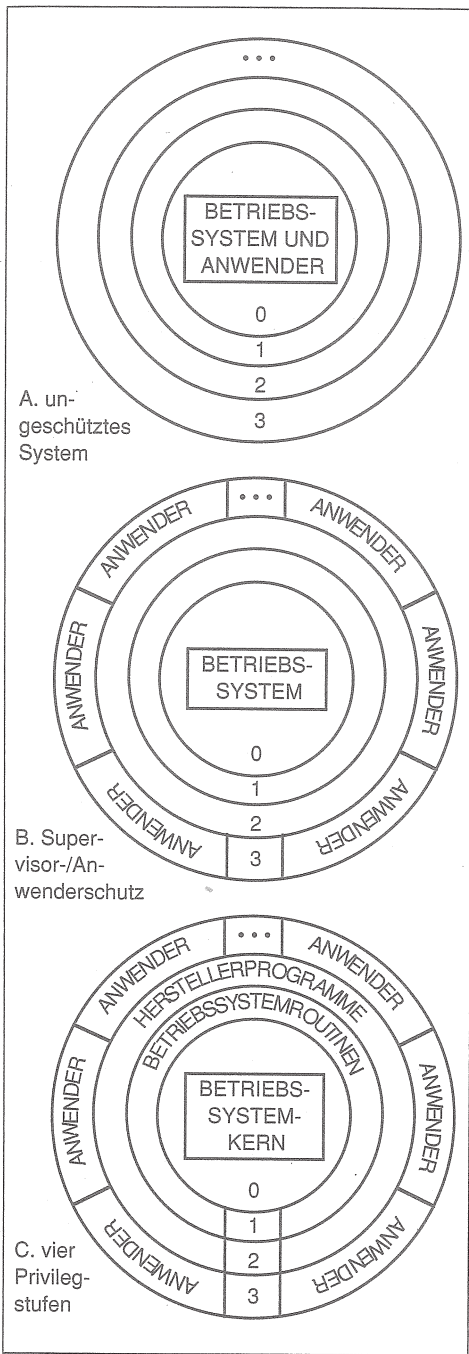 ...
BETRIEBS-
SYSTEM UND
ANWENDER
0
1
2
3
A. un-
geschütztes
System
...
ANWENDER
ANWENDER
ANWENDER
ANWENDER
BETRIEBS-
SYSTEM
0
1
2
3
ANWENDER
ANWENDER
B. Super-
visor-/An-
wenderschutz
...
ANWENDER
ANWENDER
HERSTELLERPROGRAMME
BETRIEBSSYSTEMROUTINEN
ANWENDER
ANWENDER
BETRIEBS-
SYSTEM-
KERN
0
1
2
3
ANWENDER
ANWENDER
C. vier
Privileg-
stufen